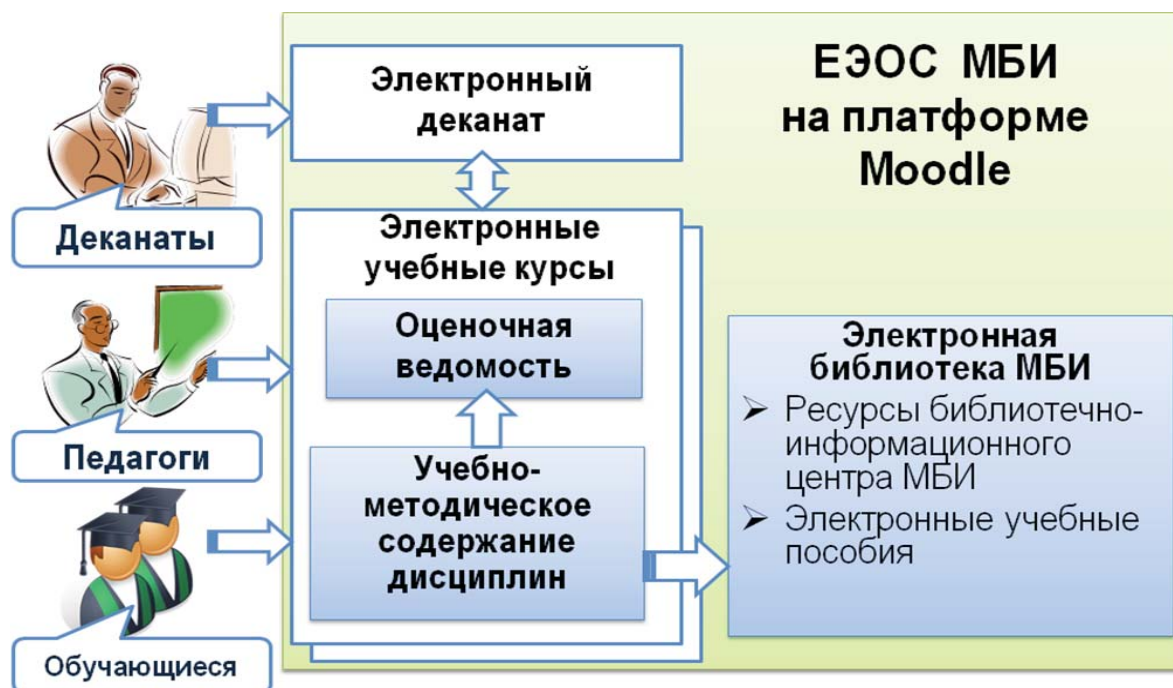 ЕЭОС МБИ
на платформе
Moodle
Электронный
деканат
Деканаты
Электронные
учебные курсы
Оценочная
ведомость
Педагоги
Учебно-
методическое
содержание
дисциплин
Обучающиеся
Электронная
библиотека МБИ
➢ Ресурсы библиотечно-
информационного
центра МБИ
➢ Электронные учебные
пособия